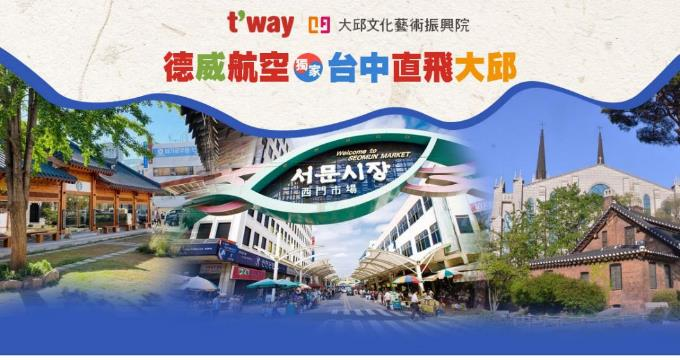 t'way 大邱文化藝術振興院
德威航空獨家台中直飛大邱
Welcome to
SEOMUN MARKET
서문시장
西門市場